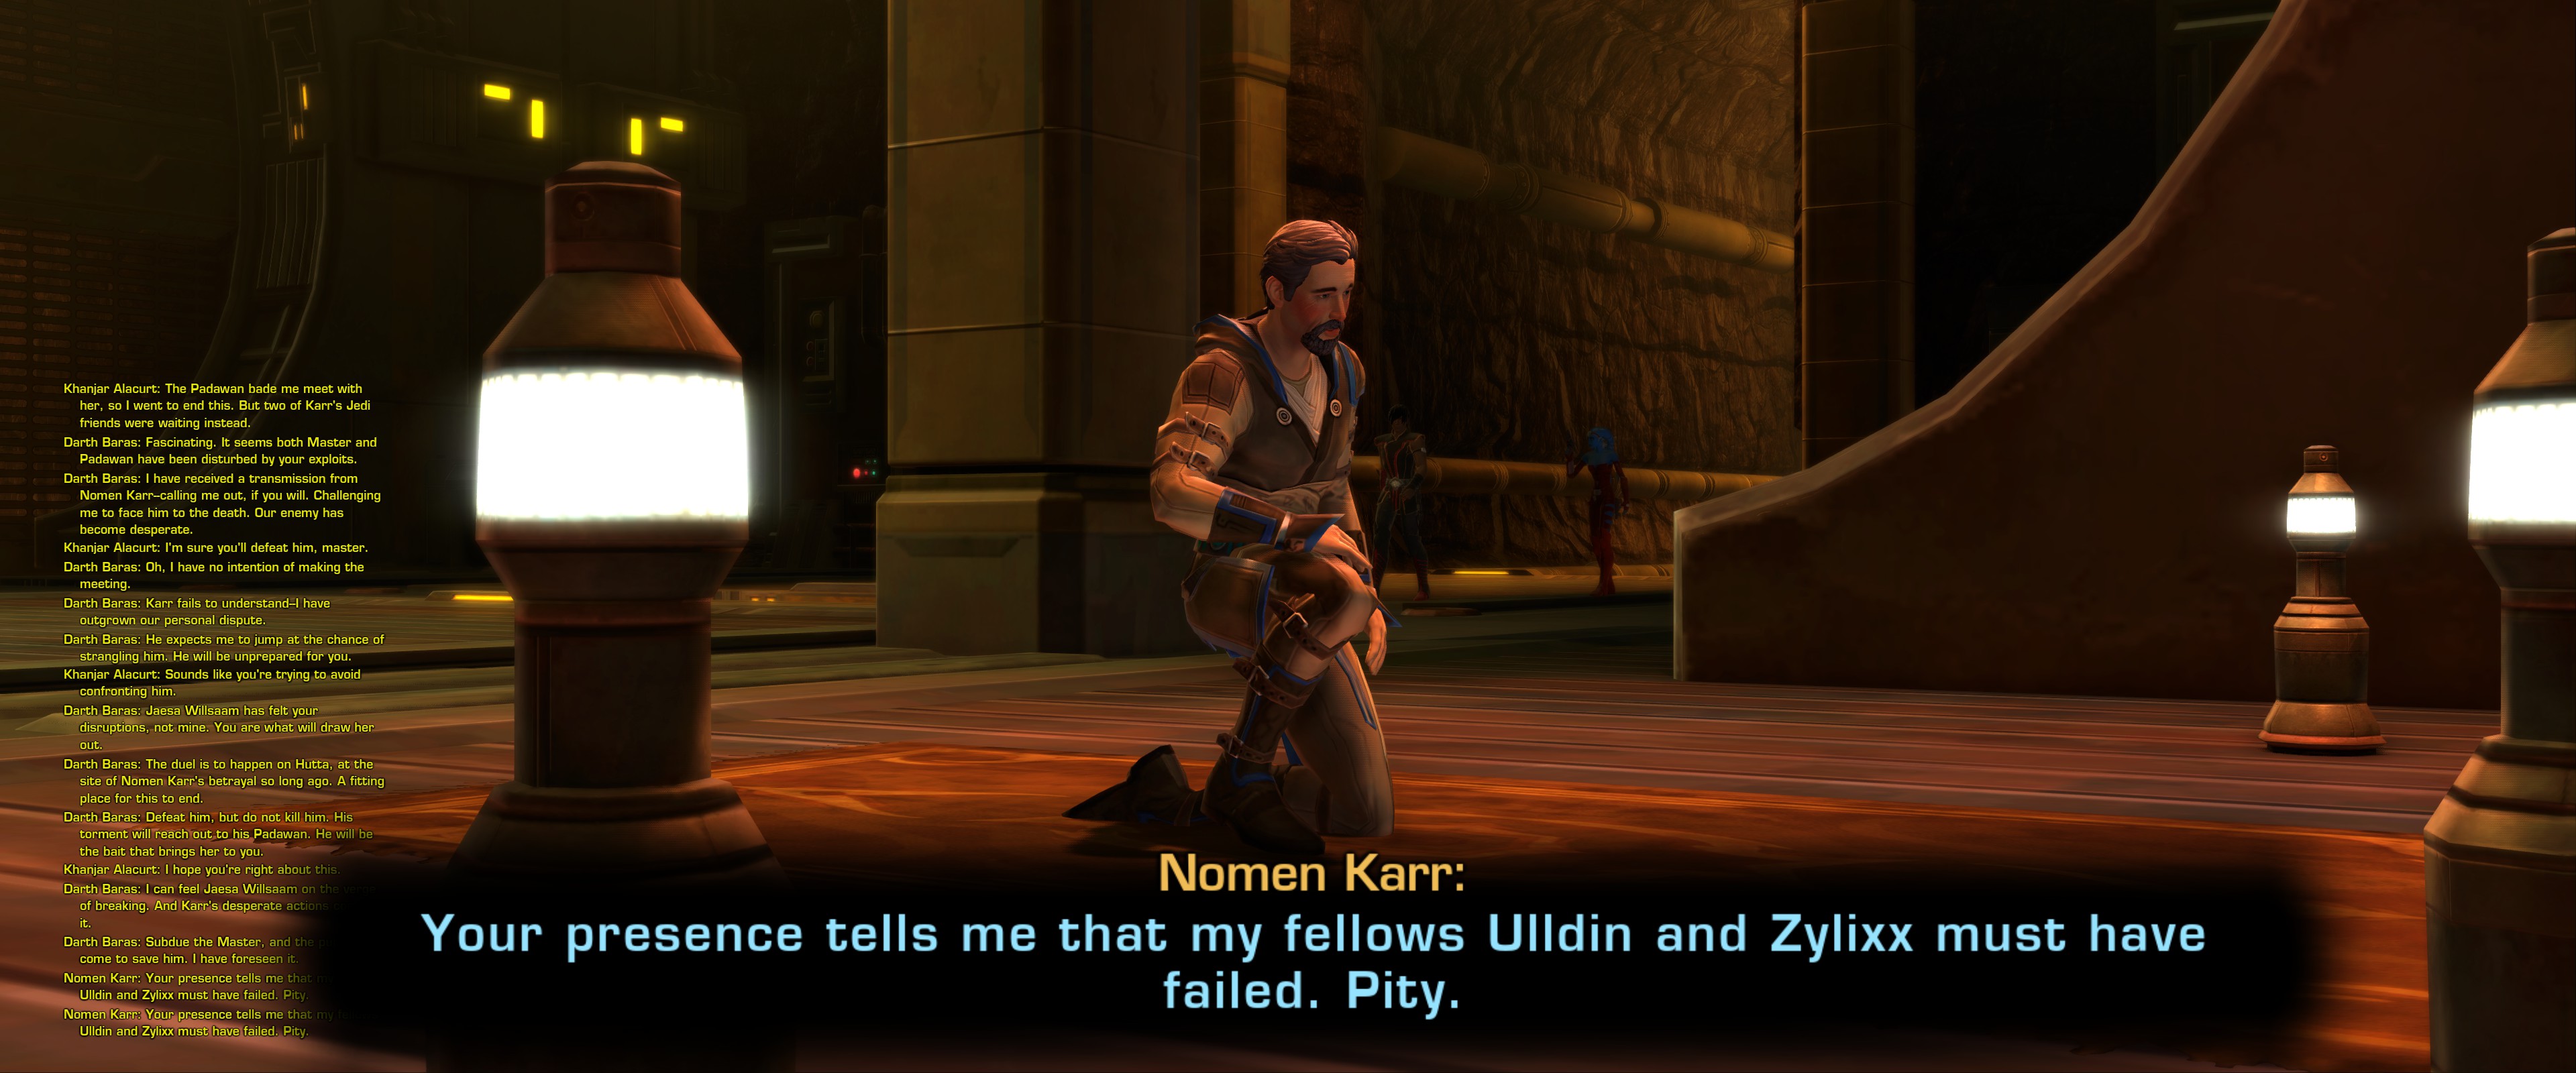 Khanjar Alacurt: The Padawan bade me meet with
her, so I went to end this. But two of Karr's Jedi
friends were waiting instead.
Darth Baras: Fascinating. It seems both Master and
Padawan have been disturbed by your exploits.
Darth Baras: I have received a transmission from
Nomen Karr–calling me out, if you will. Challenging
me to face him to the death. Our enemy has
become desperate.
Khanjar Alacurt: I'm sure you'll defeat him, master.
Darth Baras: Oh, I have no intention of making the
meeting.
Darth Baras: Karr fails to understand–I have
outgrown our personal dispute.
Darth Baras: He expects me to jump at the chance of
strangling him. He will be unprepared for you.
Khanjar Alacurt: Sounds like you're trying to avoid
confronting him.
Darth Baras: Jaesa Willsaam has felt your
disruptions, not mine. You are what will draw her
out.
Darth Baras: The duel is to happen on Hutta, at the
site of Nomen Karr's betrayal so long ago. A fitting
place for this to end.
Darth Baras: Defeat him, but do not kill him. His
torment will reach out to his Padawan. He will be
the bait that brings her to you.
Khanjar Alacurt: I hope you're right about this.
Darth Baras: I can feel Jaesa Willsaam on the verge
of breaking. And Karr's desperate actions
it.
Darth Baras: Subdue the Master, and the
come to save him. I have foreseen it.
Nomen Karr: Your presence tells me that
Ulldin and Zylixx must have failed. Pity.
Nomen Karr: Your presence tells me that my
Ulldin and Zylixx must have failed. Pity.
Nomen Karr:
Your presence tells me that my fellows Ulldin and Zylixx must have
failed. Pity.